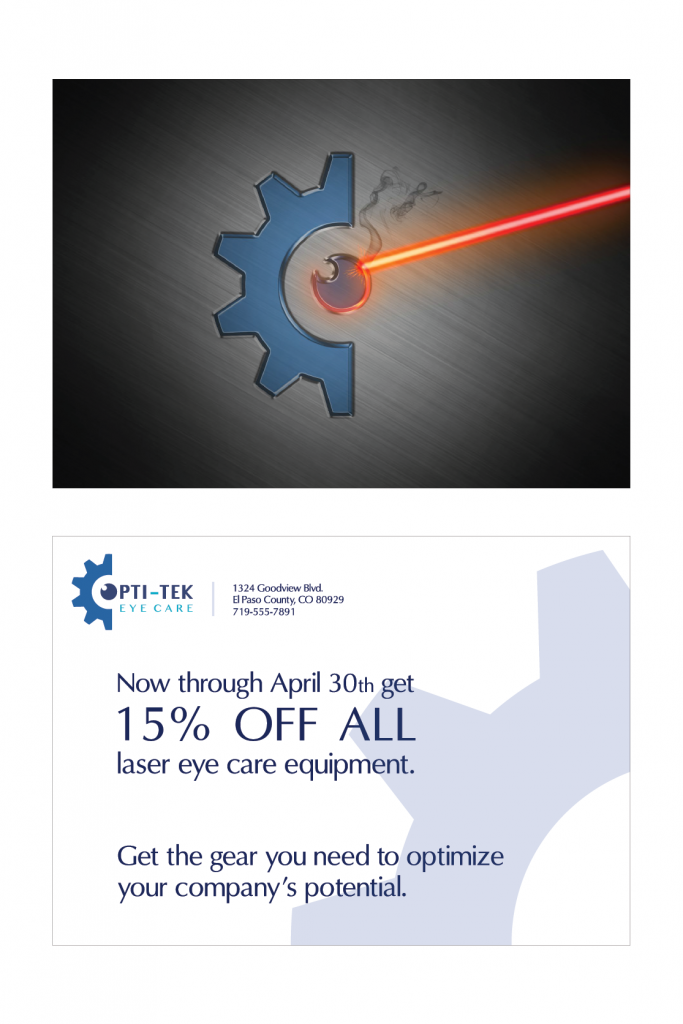 OPTI-TEK
EYE CARE
1324 Goodview Blvd.
El Paso County, CO 80929
719-555-7891
Now through April 30th get
15% OFF ALL
laser eye care equipment.
Get the gear you need to optimize
your company's potential.